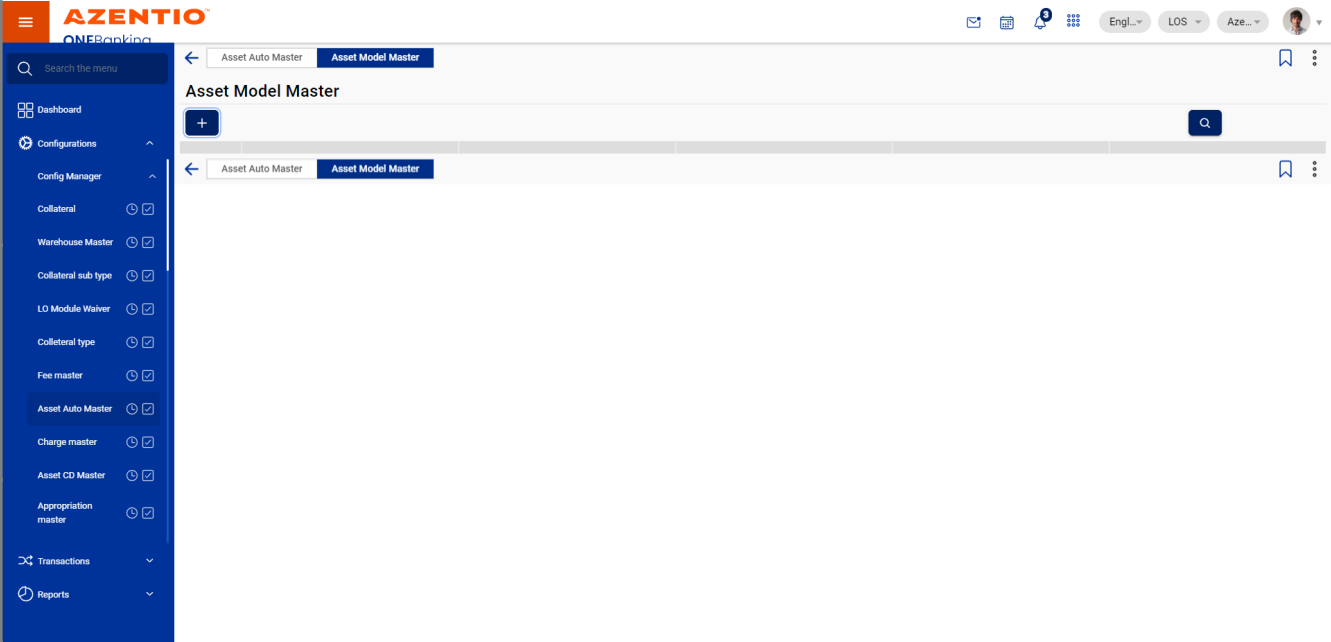 AZENTIO™
ONEBanking
3
Engl...
LOS
Aze...
Search the menu
Dashboard
Configurations
Config Manager
Collateral
Warehouse Master
Collateral sub type
LO Module Waiver
Colleteral type
Fee master
Asset Auto Master
Charge master
Asset CD Master
Appropriation
master
Transactions
Reports
Asset Auto Master
Asset Model Master
Asset Model Master
+
Asset Auto Master
Asset Model Master